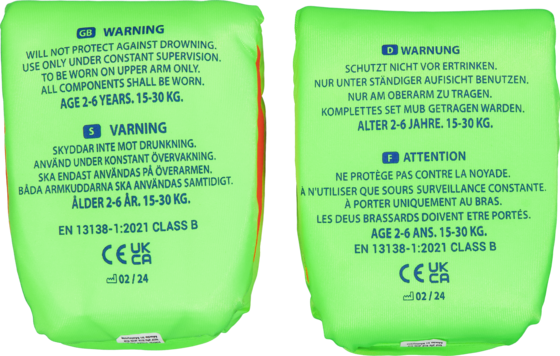 GB WARNING
WILL NOT PROTECT AGAINST DROWNING.
USE ONLY UNDER CONSTANT SUPERVISION.
TO BE WORN ON UPPER ARM ONLY.
ALL COMPONENTS SHALL BE WORN.
AGE 2-6 YEARS. 15-30 KG.
S VARNING
SKYDDAR INTE MOT DRUNKUNG.
ANVÄND UNDER KONSTANT ÖVERVAKNING.
SKA ENDAST ANVÄNDAS PÅ ÖVERARMEN.
BÅDA ARMKUDDARNA SKA ANVÄNDAS SAMTIDIGT.
ÅLDER 2-6 ÅR. 15-30 KG.
EN 13138-1:2021 CLASS B
CE UK CA
02 / 24
D WARNUNG
SCHUTZT NICHT VOR ERTRINKEN.
NUR UNTER STÄNDIGER AUFISICHT BENUTZEN.
NUR AM OBERARM ZU TRAGEN.
KOMPLETTES SET MUB GETRAGEN WARDEN.
ALTER 2-6 JAHRE. 15-30 KG.
F ATTENTION
NE PROTÈGE PAS CONTRE LA NOYADE.
À N'UTILISER QUE SOURS SURVEILLANCE CONSTANTE.
À PORTER UNIQUEMENT AU BRAS.
LES DEUS BRASSARDS DOIVENT ETRE PORTÉS.
AGE 2-6 ANS. 15-30 KG.
EN 13138-1:2021 CLASS B
CE UK CA
02 / 24